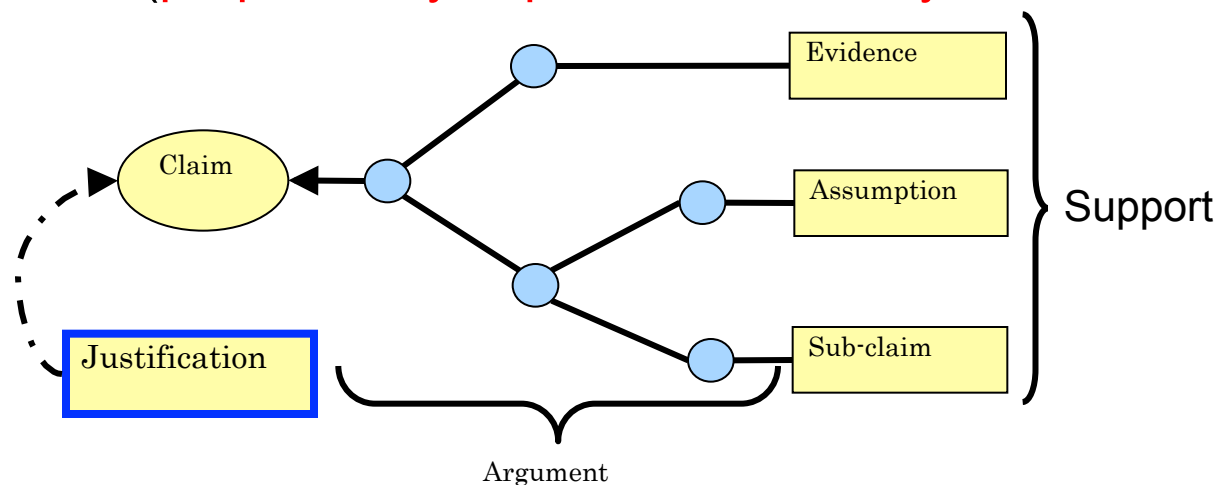 Evidence
Claim
Assumption
Support
Justification
Sub-claim
Argument